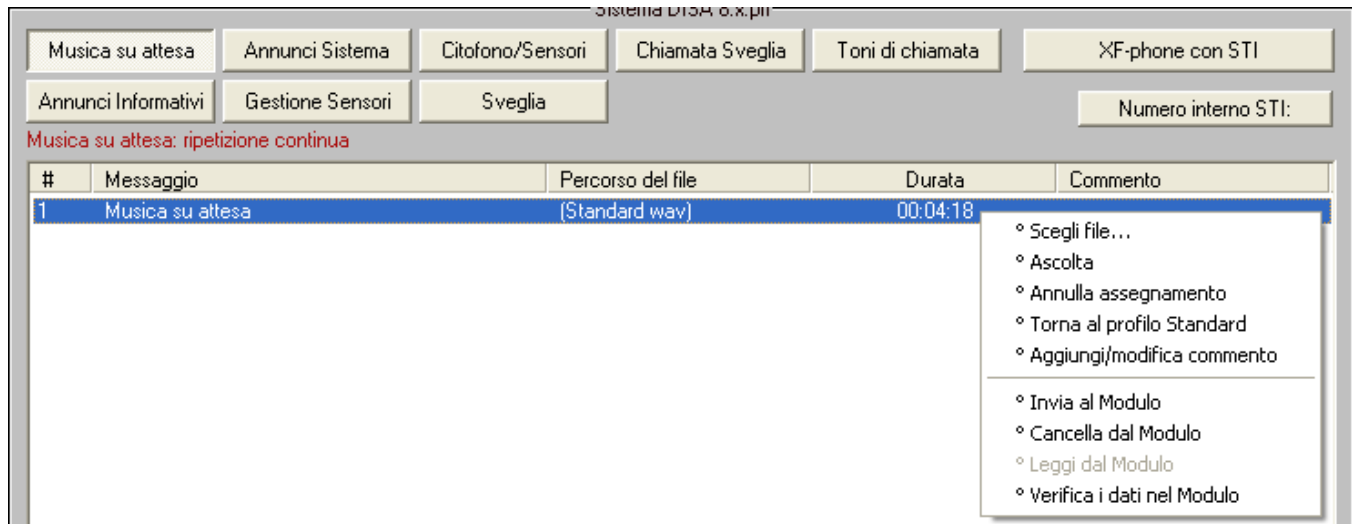 Sistema DISA 8.x.prf
Musica su attesa Annunci Sistema Citofono/Sensori Chiamata Sveglia Toni di chiamata XF-phone con STI
Annunci Informativi Gestione Sensori Sveglia Numero interno STI:
Musica su attesa: ripetizione continua
# Messaggio Percorso del file Durata Commento
1 Musica su attesa (Standard wav) 00:04:18
° Scegli file...
° Ascolta
° Annulla assegnamento
° Torna al profilo Standard
° Aggiungi/modifica commento
° Invia al Modulo
° Cancella dal Modulo
° Leggi dal Modulo
° Verifica i dati nel Modulo